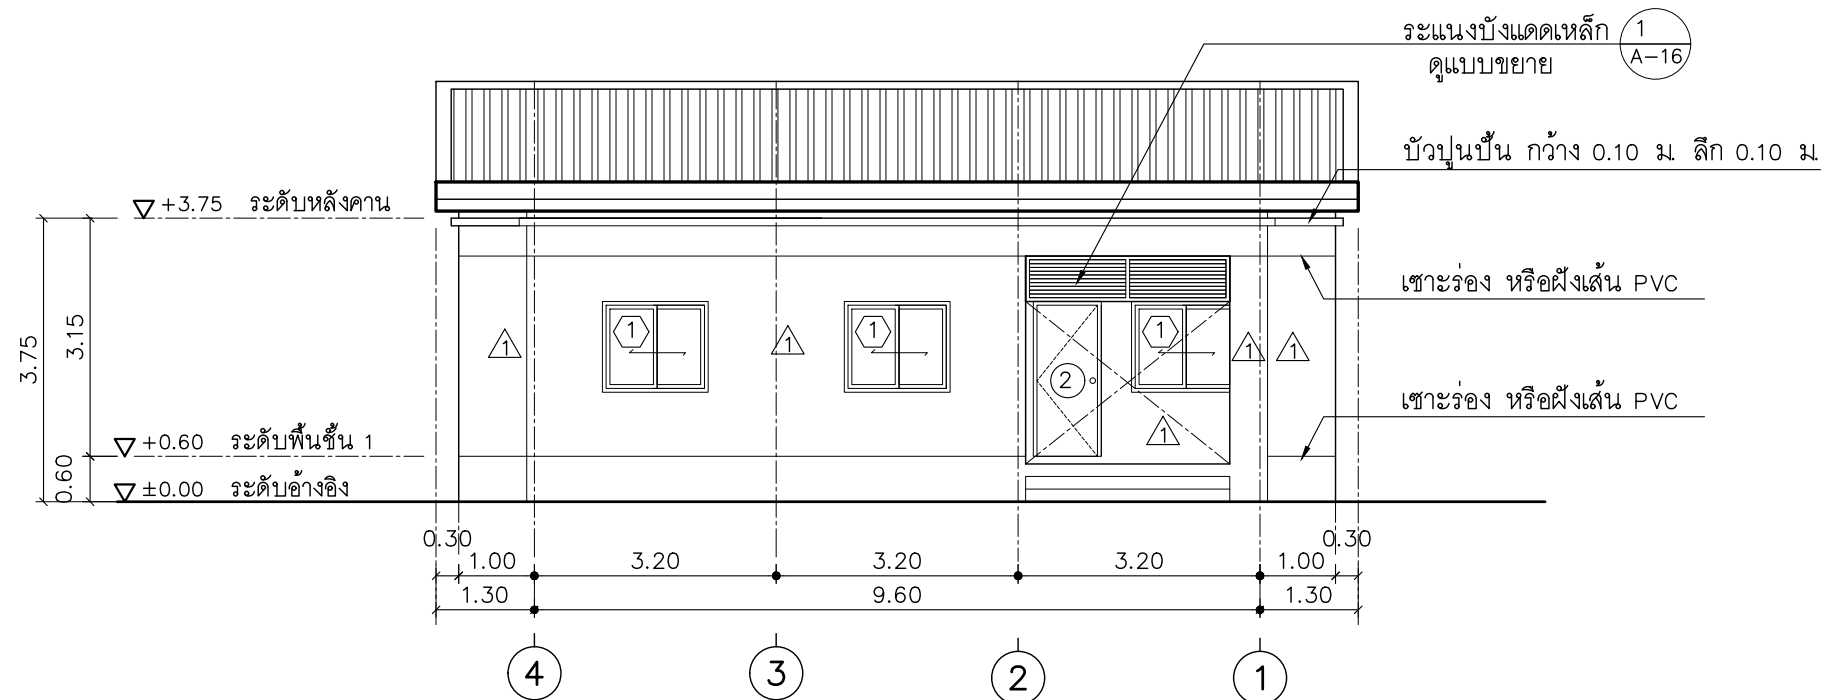 ระแนงบังแดดเหล็ก 1
ดูแบบขยาย A-16
บัวปูนปั้น กว้าง 0.10 ม. ลึก 0.10 ม.
+3.75 ระดับหลังคาน
เซาะร่อง หรือฝังเส้น PVC
1 1 1
1 1 1 1
3.75 3.15
2
เซาะร่อง หรือฝังเส้น PVC
1
+0.60 ระดับพื้นชั้น 1
0.60
±0.00 ระดับอ้างอิง
0.30 0.30
1.00 3.20 3.20 3.20 1.00
1.30 9.60 1.30
4 3 2 1